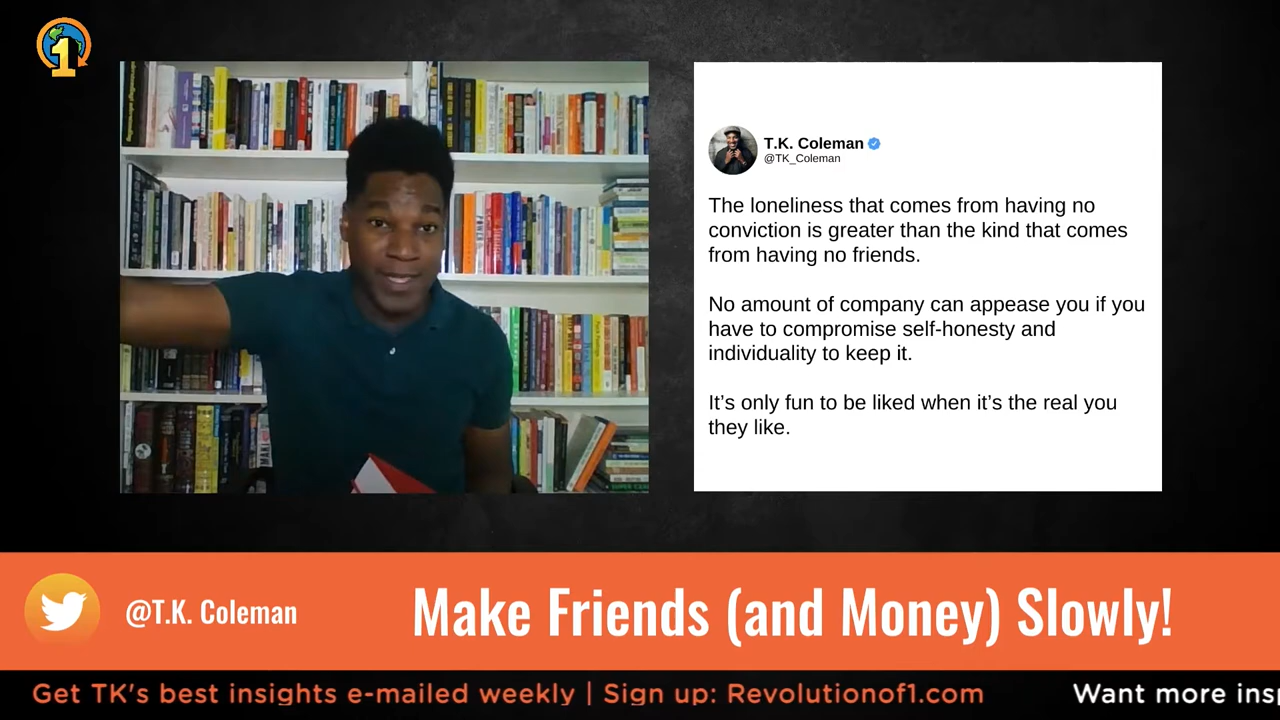 1
T.K. Coleman
@TK_Coleman
The loneliness that comes from having no
conviction is greater than the kind that comes
from having no friends.
No amount of company can appease you if you
have to compromise self-honesty and
individuality to keep it.
It’s only fun to be liked when it’s the real you
they like.
@T.K. Coleman
Make Friends (and Money) Slowly!
Get TK's best insights e-mailed weekly | Sign up: Revolutionof1.com
Want more insp